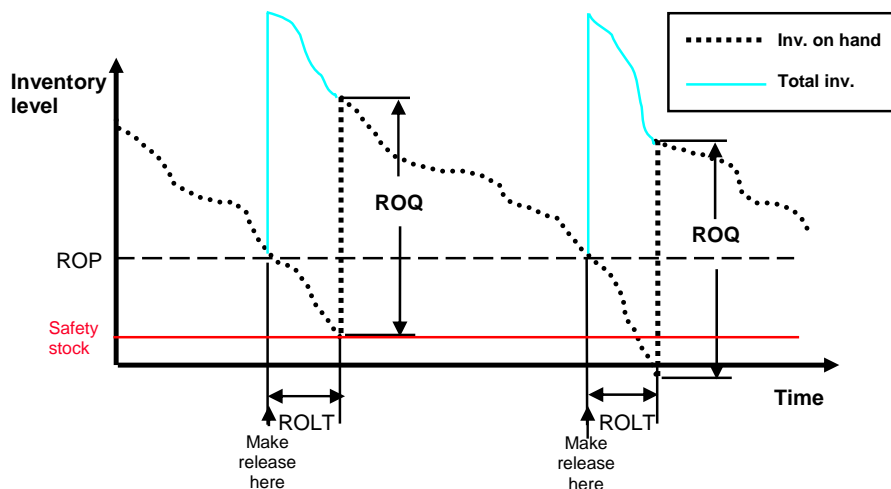 Inv. on hand
Total inv.
Inventory
level
ROQ
ROQ
ROP
Safety
stock
Time
ROLT
ROLT
Make
release
here
Make
release
here